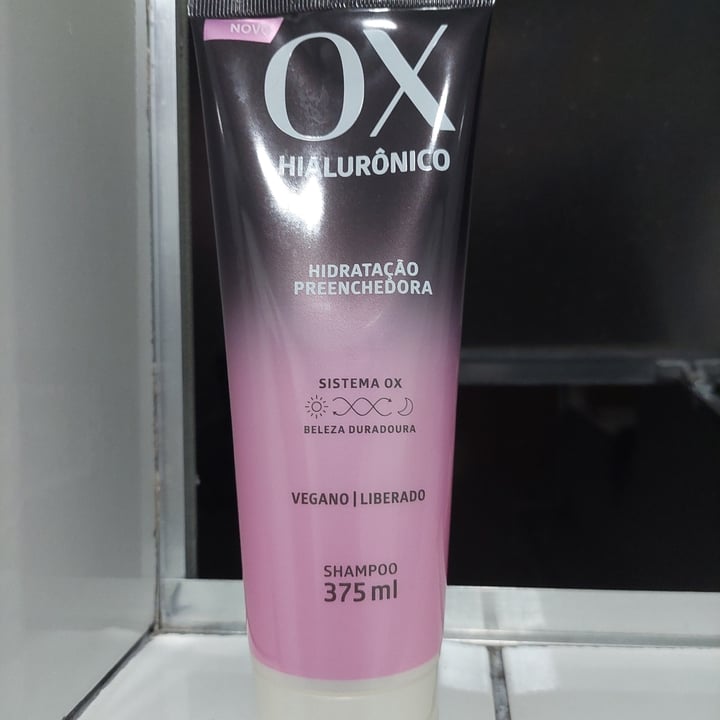 NOVO
OX
HIALURÔNICO
HIDRATAÇÃO
PREENCHEDORA
SISTEMA OX
BELEZA DURADOURA
VEGANO | LIBERADO
SHAMPOO
375 ml